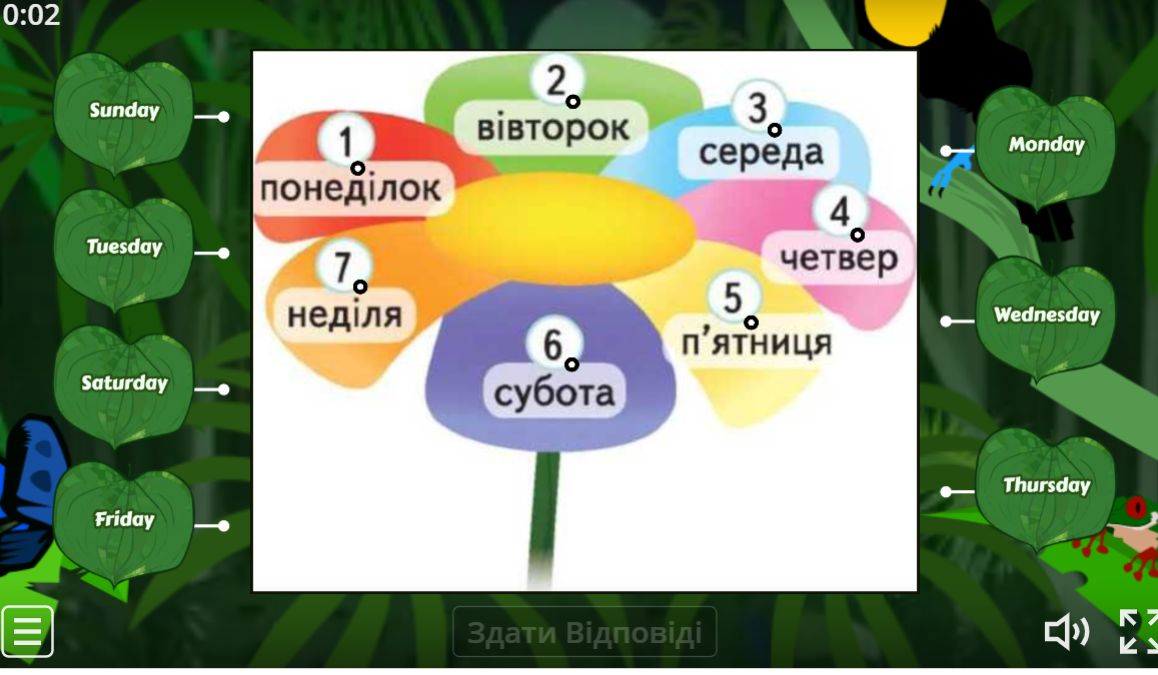 0:02
Sunday
Tuesday
Saturday
Friday
1
понеділок
2
вівторок
3
середа
4
четвер
5
п’ятниця
6
субота
7
неділя
Monday
Wednesday
Thursday
Здати Відповіді